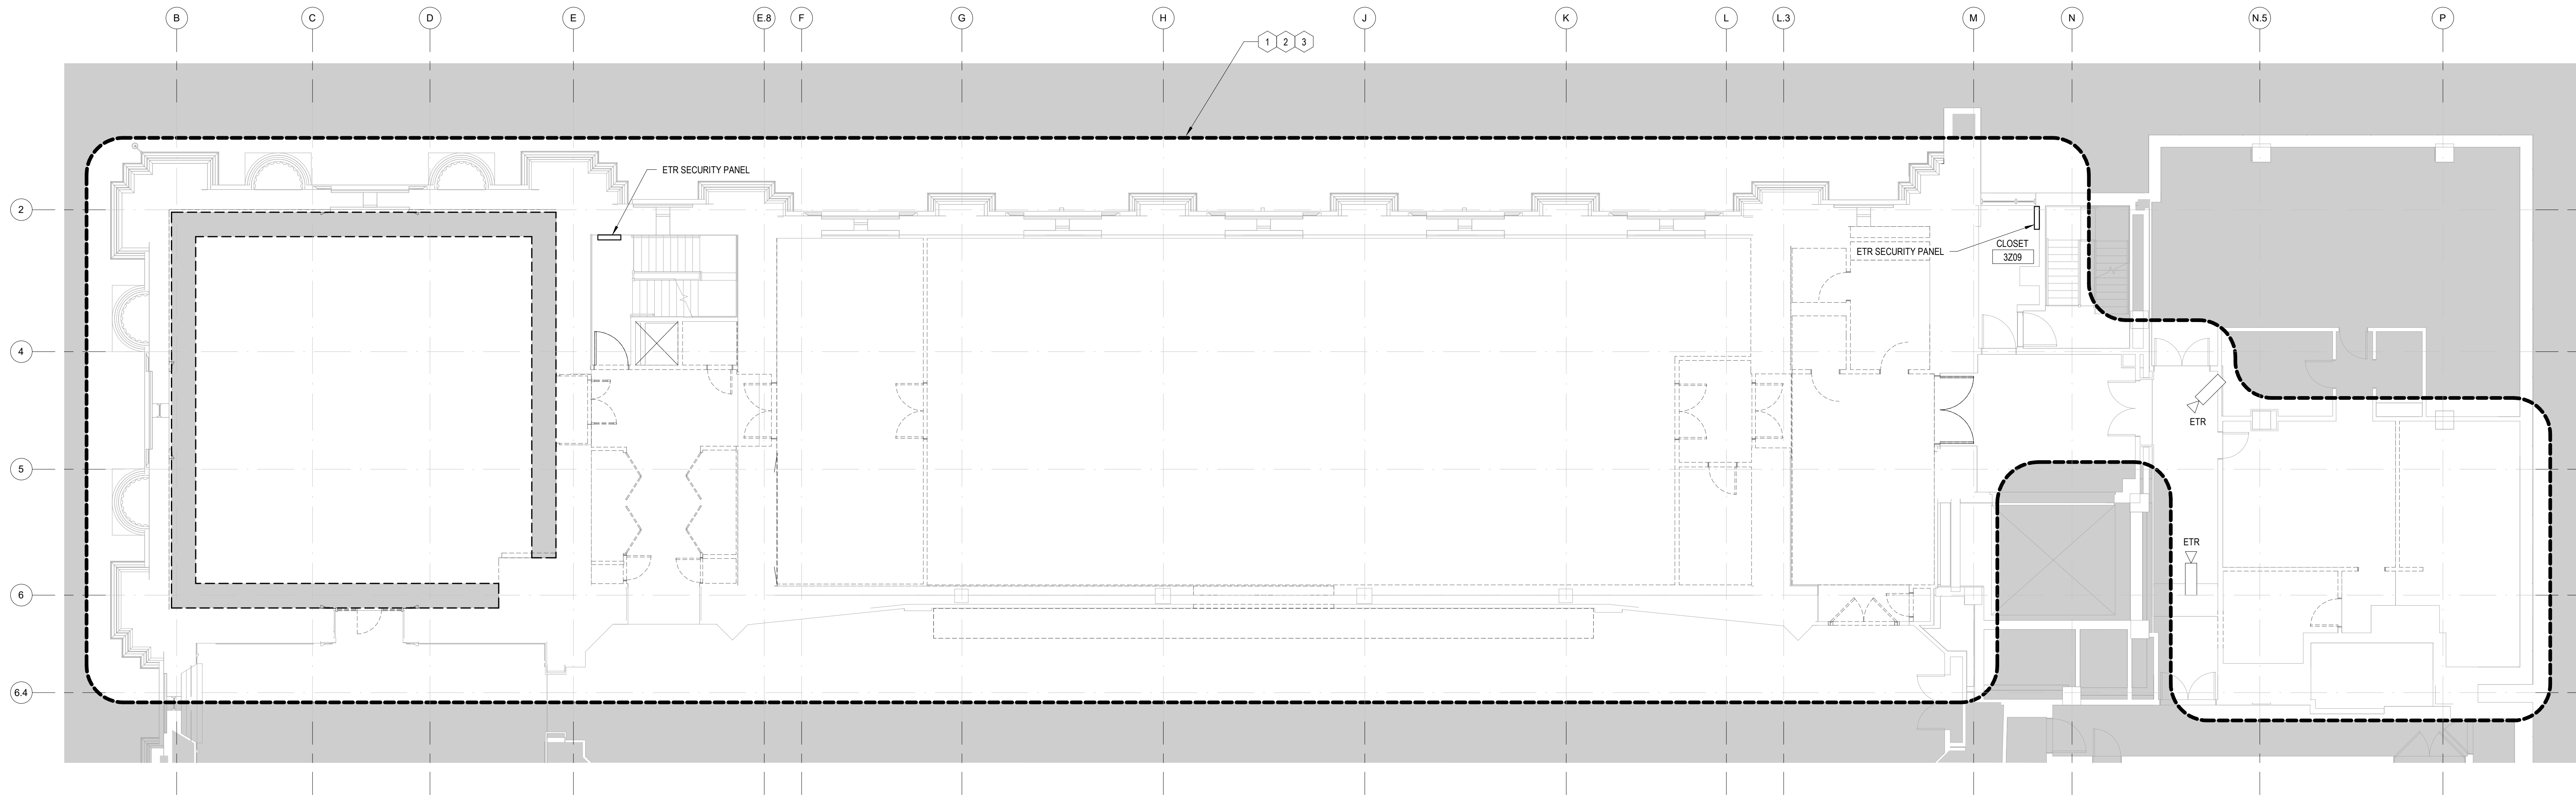 B C D E E.8 F G H J K L L.3 M N N.5 P
1 2 3
ETR SECURITY PANEL
2
CLOSET
ETR SECURITY PANEL
3Z09
4
ETR
5
ETR
6
6.4